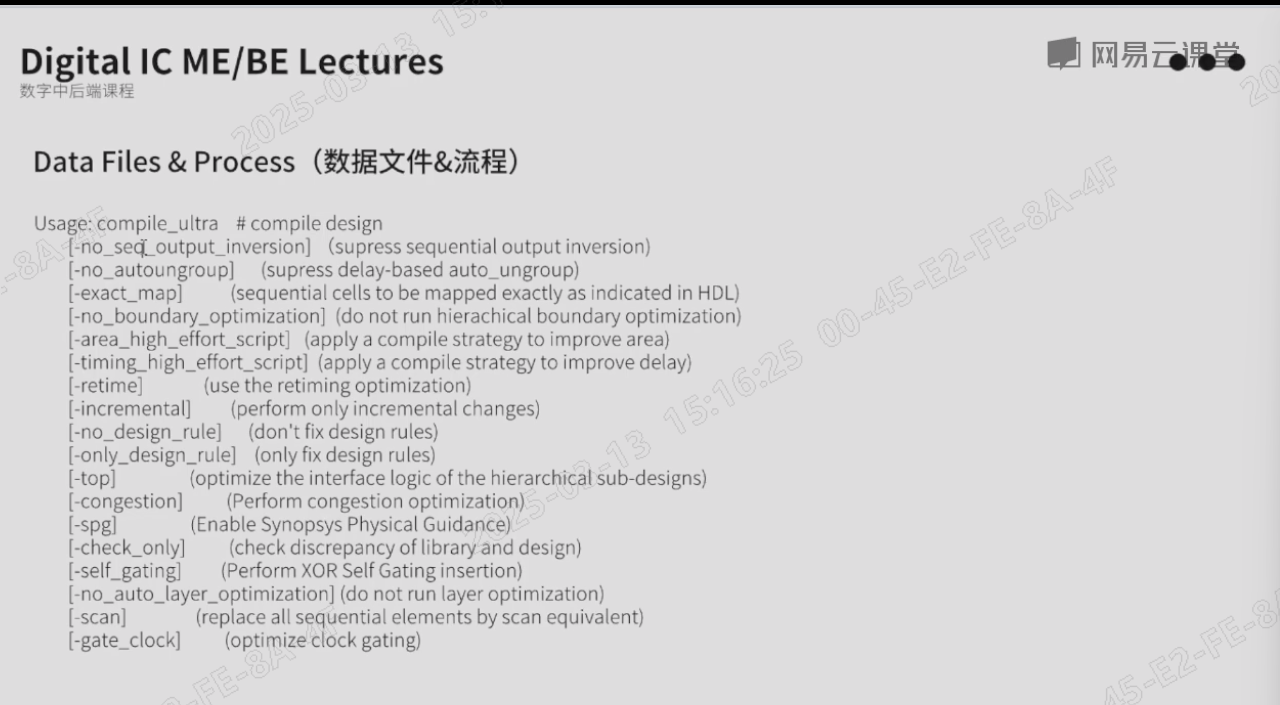 Digital IC ME/BE Lectures
数字中后端课程
网易云课堂
Data Files & Process（数据文件&流程）
Usage: compile_ultra # compile design
[-no_seq_output_inversion] （supress sequential output inversion)
[-no_autoungroup] (supress delay-based auto_ungroup)
[-exact_map] (sequential cells to be mapped exactly as indicated in HDL)
[-no_boundary_optimization] (do not run hierachical boundary optimization)
[-area_high_effort_script] (apply a compile strategy to improve area)
[-timing_high_effort_script] (apply a compile strategy to improve delay)
[-retime] (use the retiming optimization)
[-incremental] (perform only incremental changes)
[-no_design_rule] (don't fix design rules)
[-only_design_rule] (only fix design rules)
[-top] (optimize the interface logic of the hierarchical sub-designs)
[-congestion] (Perform congestion optimization)
[-spg] (Enable Synopsys Physical Guidance)
[-check_only] (check discrepancy of library and design)
[-self_gating] (Perform XOR Self Gating insertion)
[-no_auto_layer_optimization] (do not run layer optimization)
[-scan] (replace all sequential elements by scan equivalent)
[-gate_clock] (optimize clock gating)
2025-03-13 15:16:25 00-45-E2-FE-8A-4F